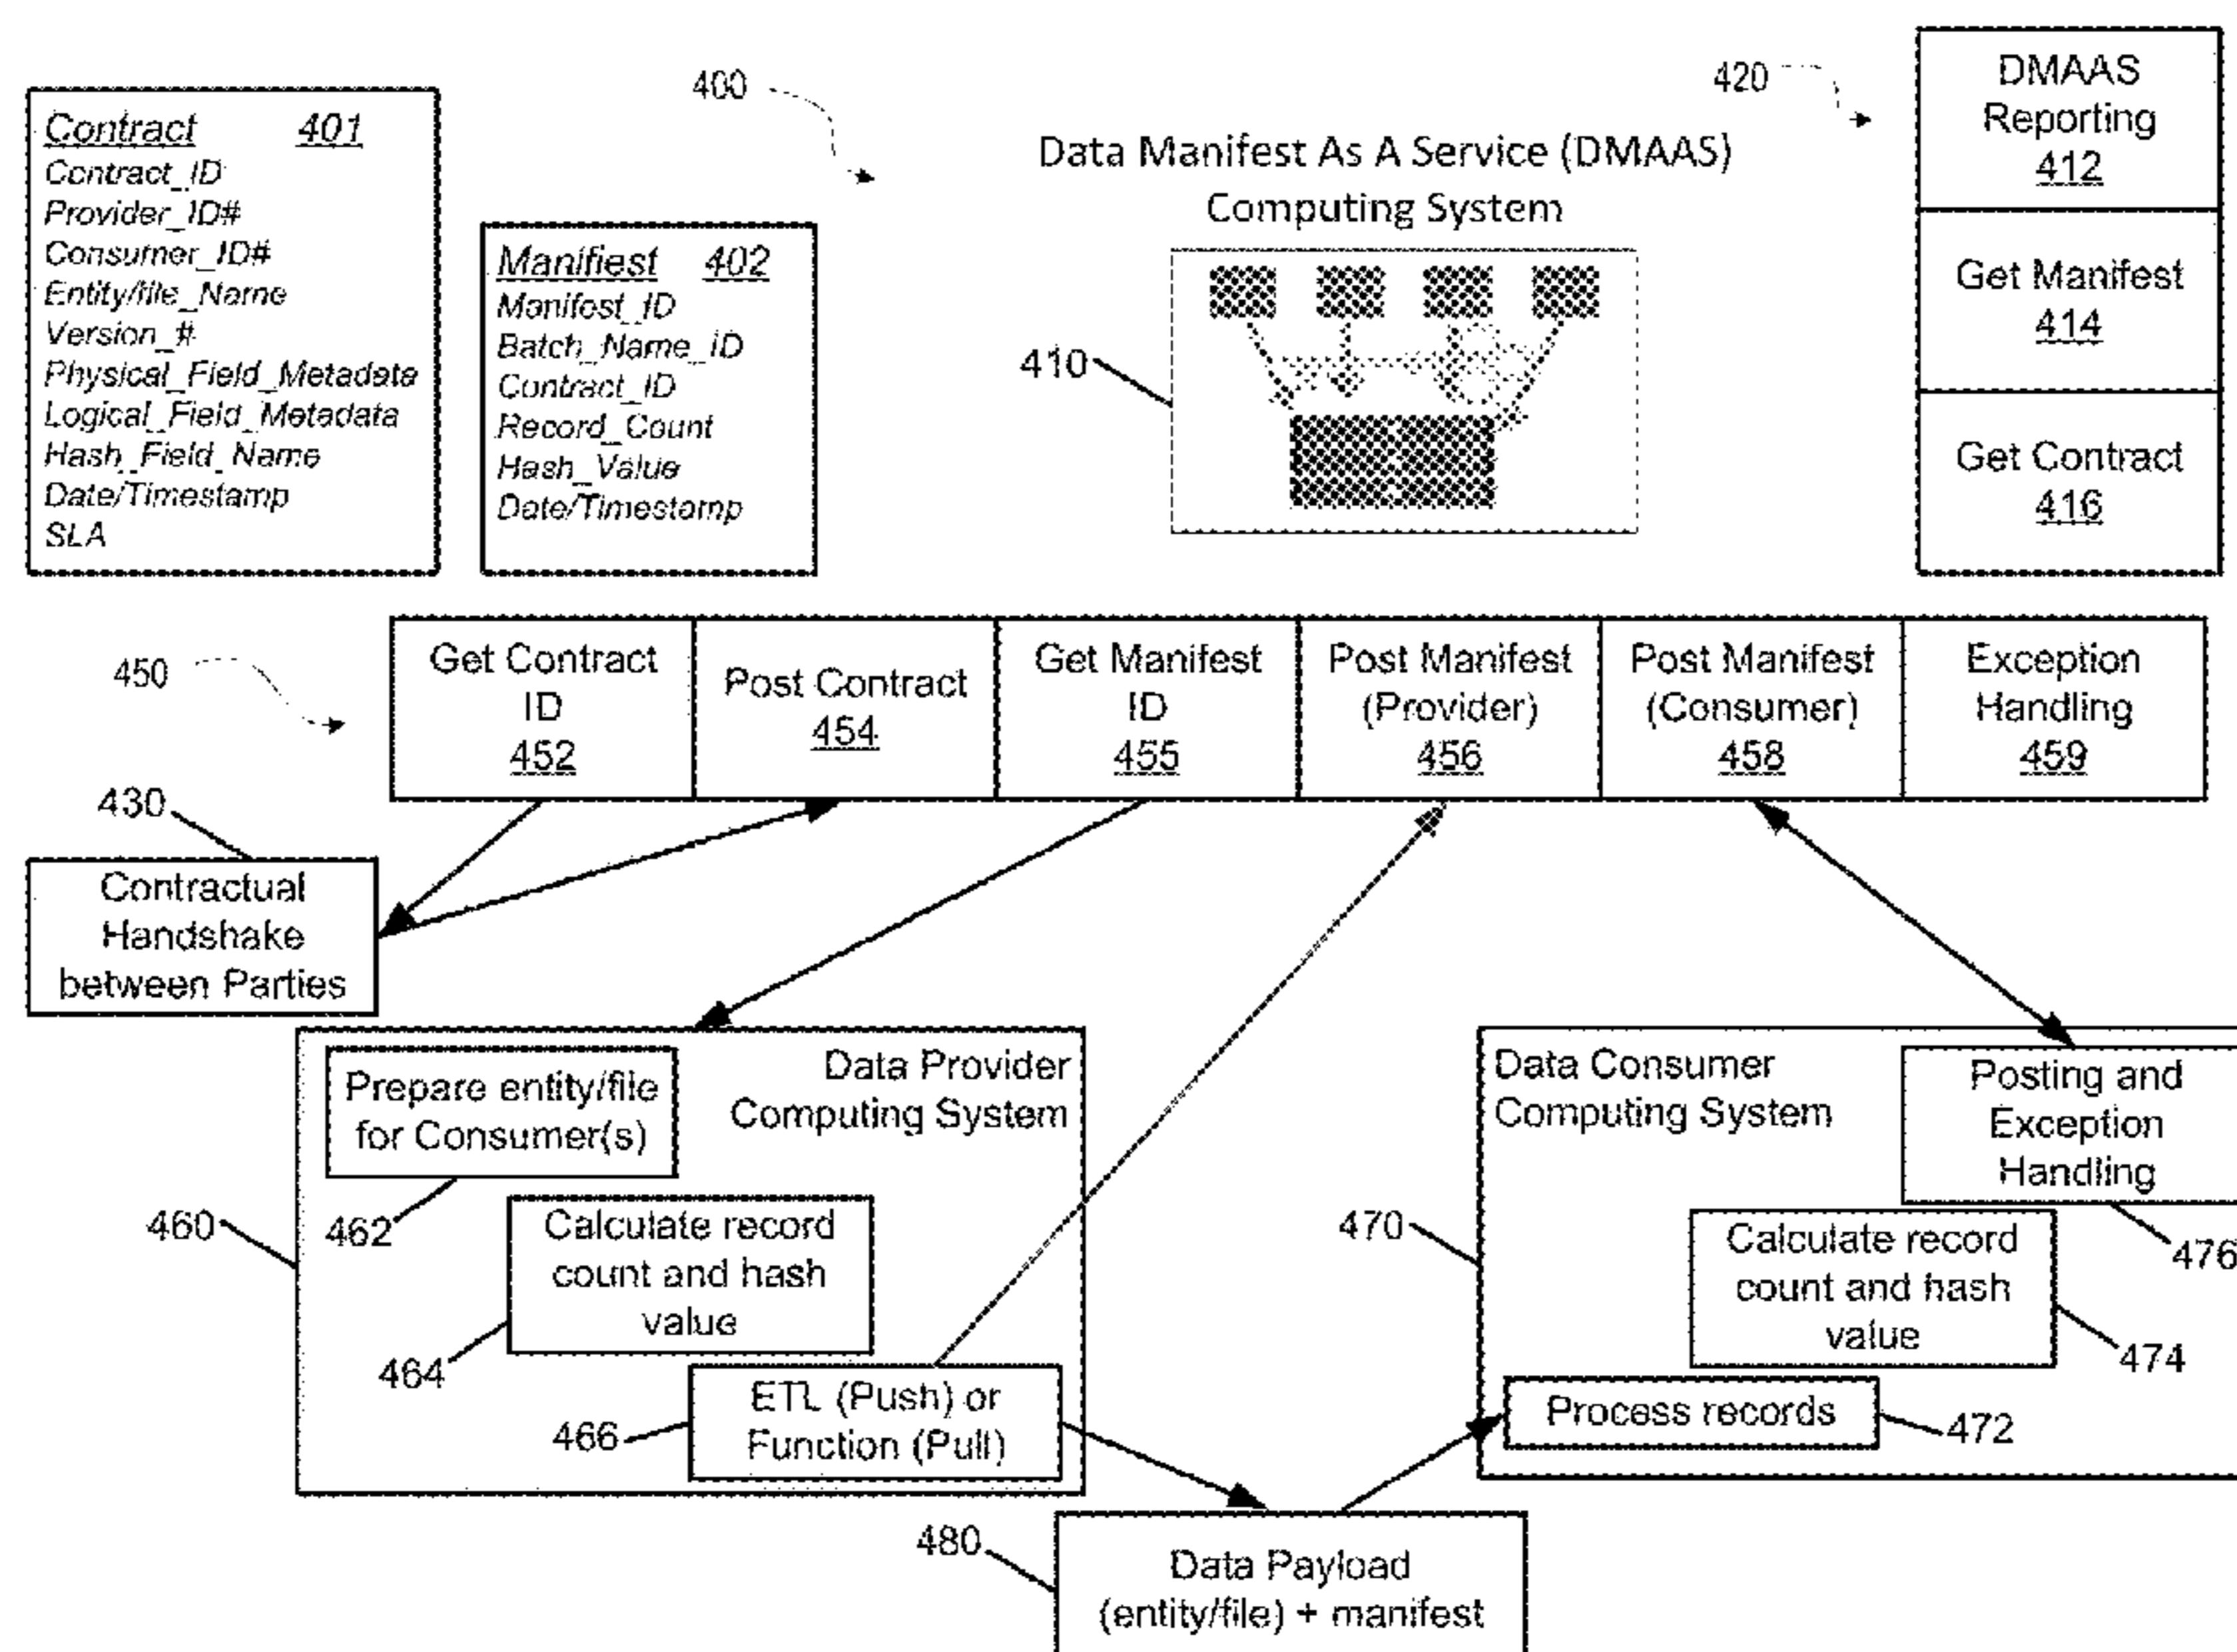 Contract 401
Contract_ID
Provider_ID#
Consumer_ID#
Entity/file_Name
Version_#
Physical_Field_Metadata
Logical_Field_Metadata
Hash_Field_Name
Date/Timestamp
SLA
Manifiest 402
Manifest_ID
Batch_Name_ID
Contract_ID
Record_Count
Hash_Value
Date/Timestamp
400
Data Manifest As A Service (DMAAS)
Computing System
410
420
DMAAS
Reporting
412
Get Manifest
414
Get Contract
416
450
Get Contract
ID
452
Post Contract
454
Get Manifest
ID
455
Post Manifest
(Provider)
456
Post Manifest
(Consumer)
458
Exception
Handling
459
430
Contractual
Handshake
between Parties
Data Provider
Computing System
Prepare entity/file
for Consumer(s)
460
462
Calculate record
count and hash
value
464
ETL (Push) or
Function (Pull)
466
Data Consumer
Computing System
Posting and
Exception
Handling
476
470
Calculate record
count and hash
value
474
Process records
472
480
Data Payload
(entity/file) + manifest